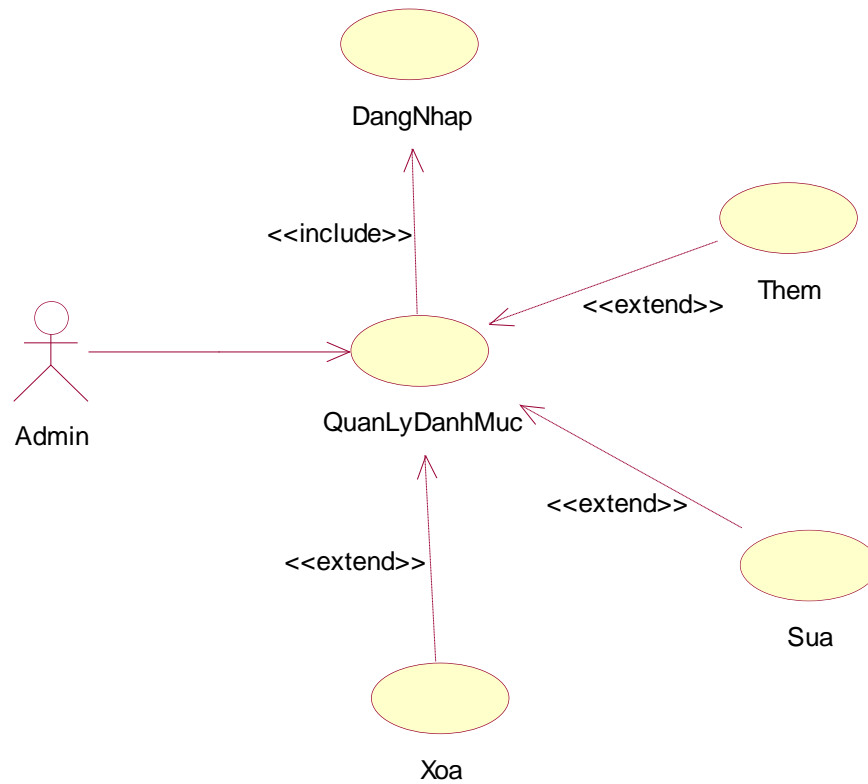 DangNhap
<<include>>
Them
<<extend>>
Admin
QuanLyDanhMuc
<<extend>>
<<extend>>
Sua
Xoa